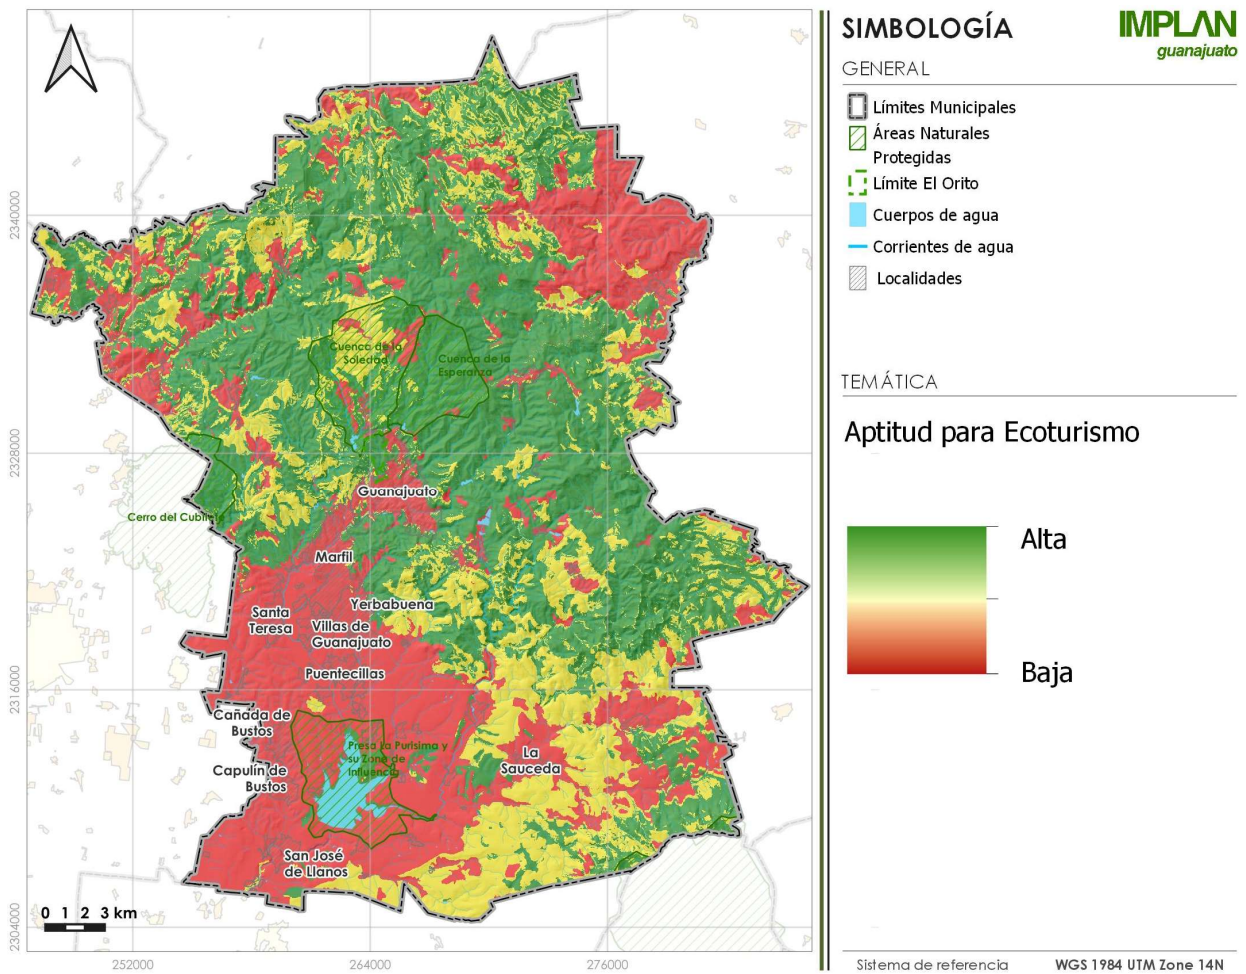 SIMBOLOGÍA
IMPLAN
guanajuato
GENERAL
Límites Municipales
Áreas Naturales
Protegidas
Límite El Orito
Cuerpos de agua
Corrientes de agua
Localidades
TEMÁTICA
Aptitud para Ecoturismo
Alta
Baja
Sistema de referencia
WGS 1984 UTM Zone 14N
2340000
2328000
2316000
2304000
252000
264000
276000
0 1 2 3 km
Cuenca de la
Soledad
Cuenca de la
Esperanza
Guanajuato
Marfil
Yerbabuena
Santa
Teresa
Villas de
Guanajuato
Puentecillas
Cañada de
Bustos
Presa La Purisima y
su Zona de
Influencia
La
Sauceda
Capulín de
Bustos
San José
de Llanos
Cerro del